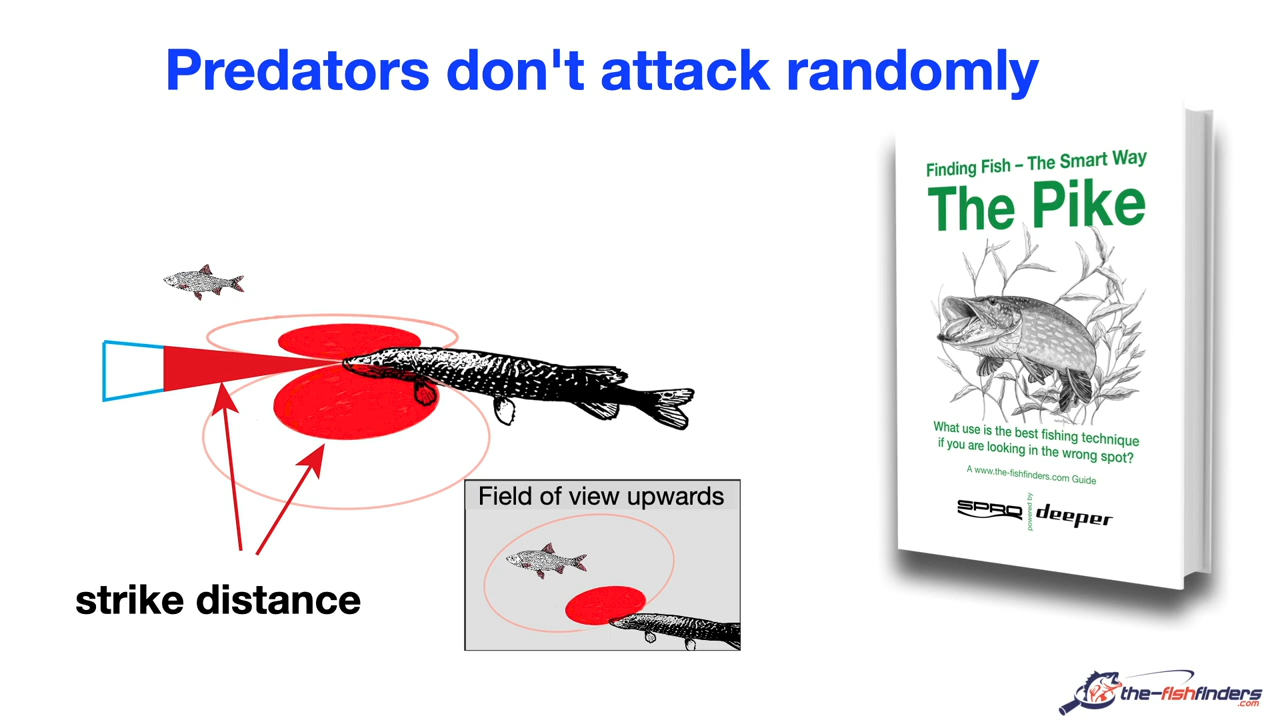 Predators don't attack randomly
Finding Fish – The Smart Way
The Pike
What use is the best fishing technique
if you are looking in the wrong spot?
A www.the-fishfinders.com Guide
SPRO powered by deeper
Field of view upwards
strike distance
the-fishfinders
.com